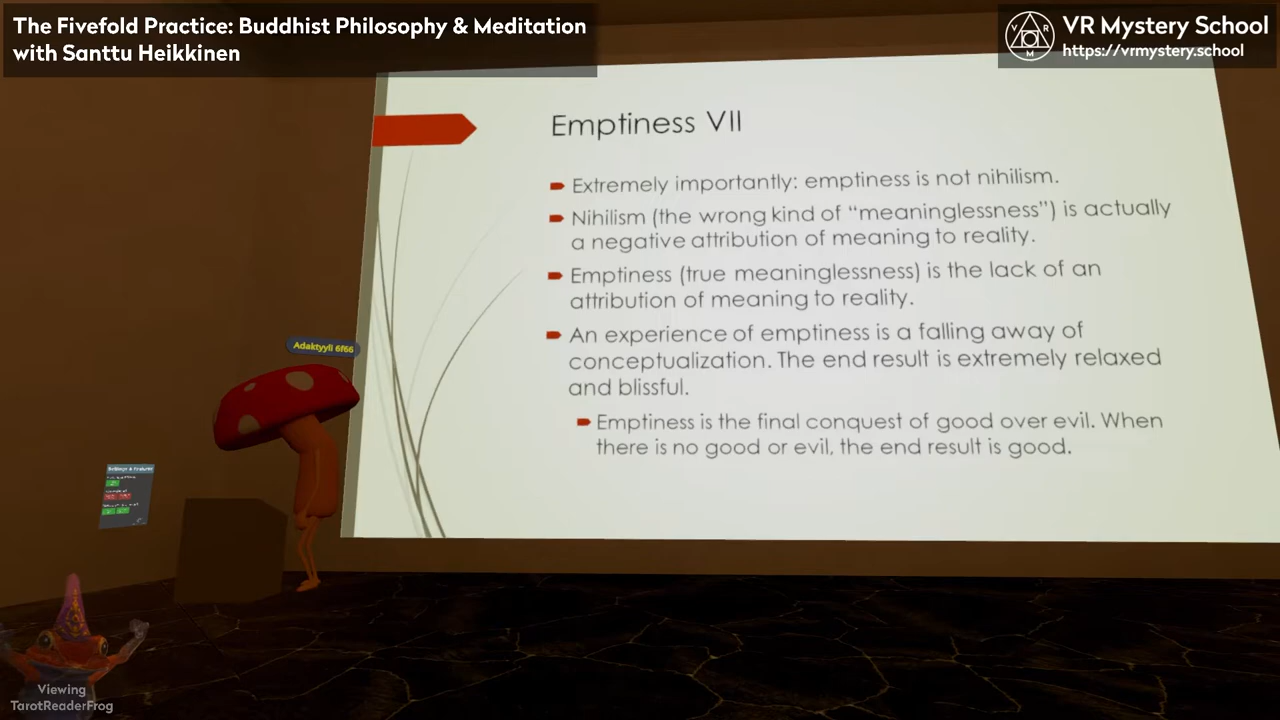 The Fivefold Practice: Buddhist Philosophy & Meditation
with Santtu Heikkinen
VR Mystery School
https://vrmystery.school
V R
M
Emptiness VII
Extremely importantly: emptiness is not nihilism.
Nihilism (the wrong kind of “meaninglessness”) is actually
a negative attribution of meaning to reality.
Emptiness (true meaninglessness) is the lack of an
attribution of meaning to reality.
An experience of emptiness is a falling away of
conceptualization. The end result is extremely relaxed
and blissful.
Emptiness is the final conquest of good over evil. When
there is no good or evil, the end result is good.
Adaktyyli 6f66
Viewing
TarotReaderFrog